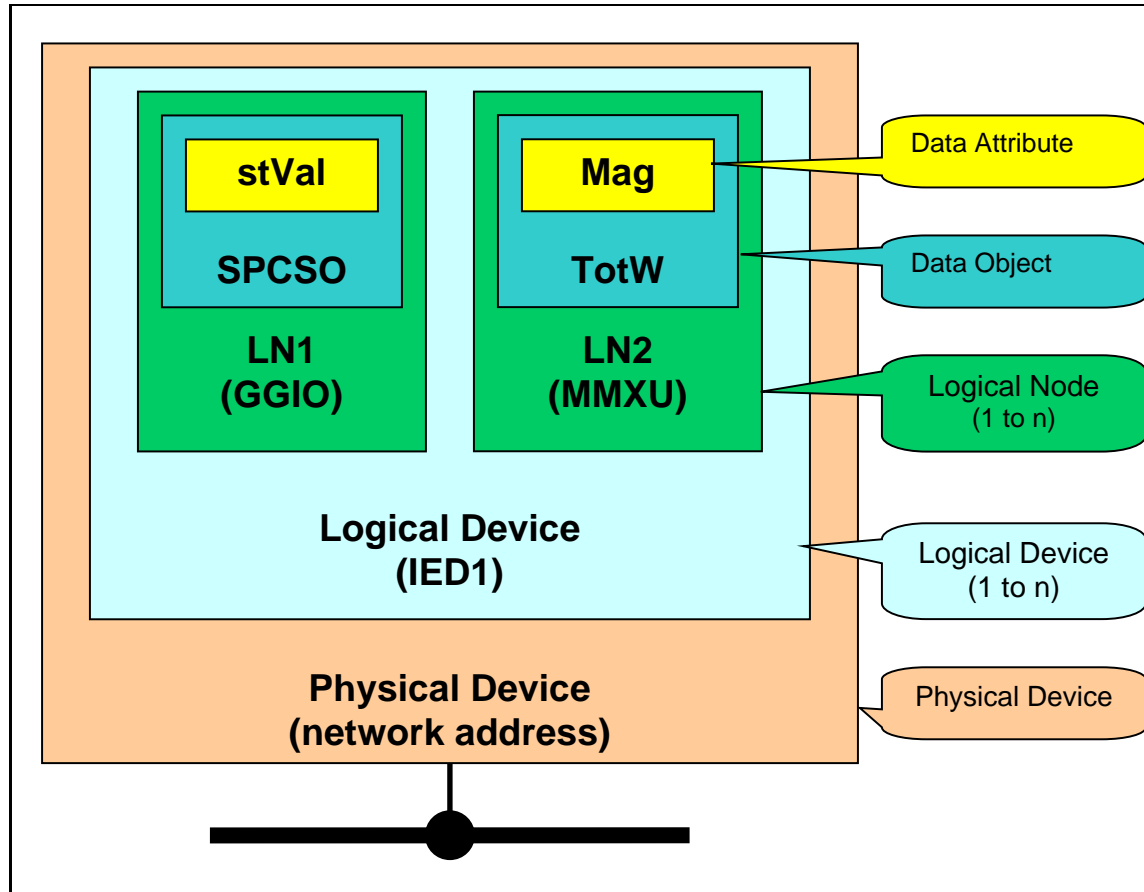 stVal
SPCSO
LN1
(GGIO)
Mag
TotW
LN2
(MMXU)
Logical Device
(IED1)
Physical Device
(network address)
Data Attribute
Data Object
Logical Node
(1 to n)
Logical Device
(1 to n)
Physical Device